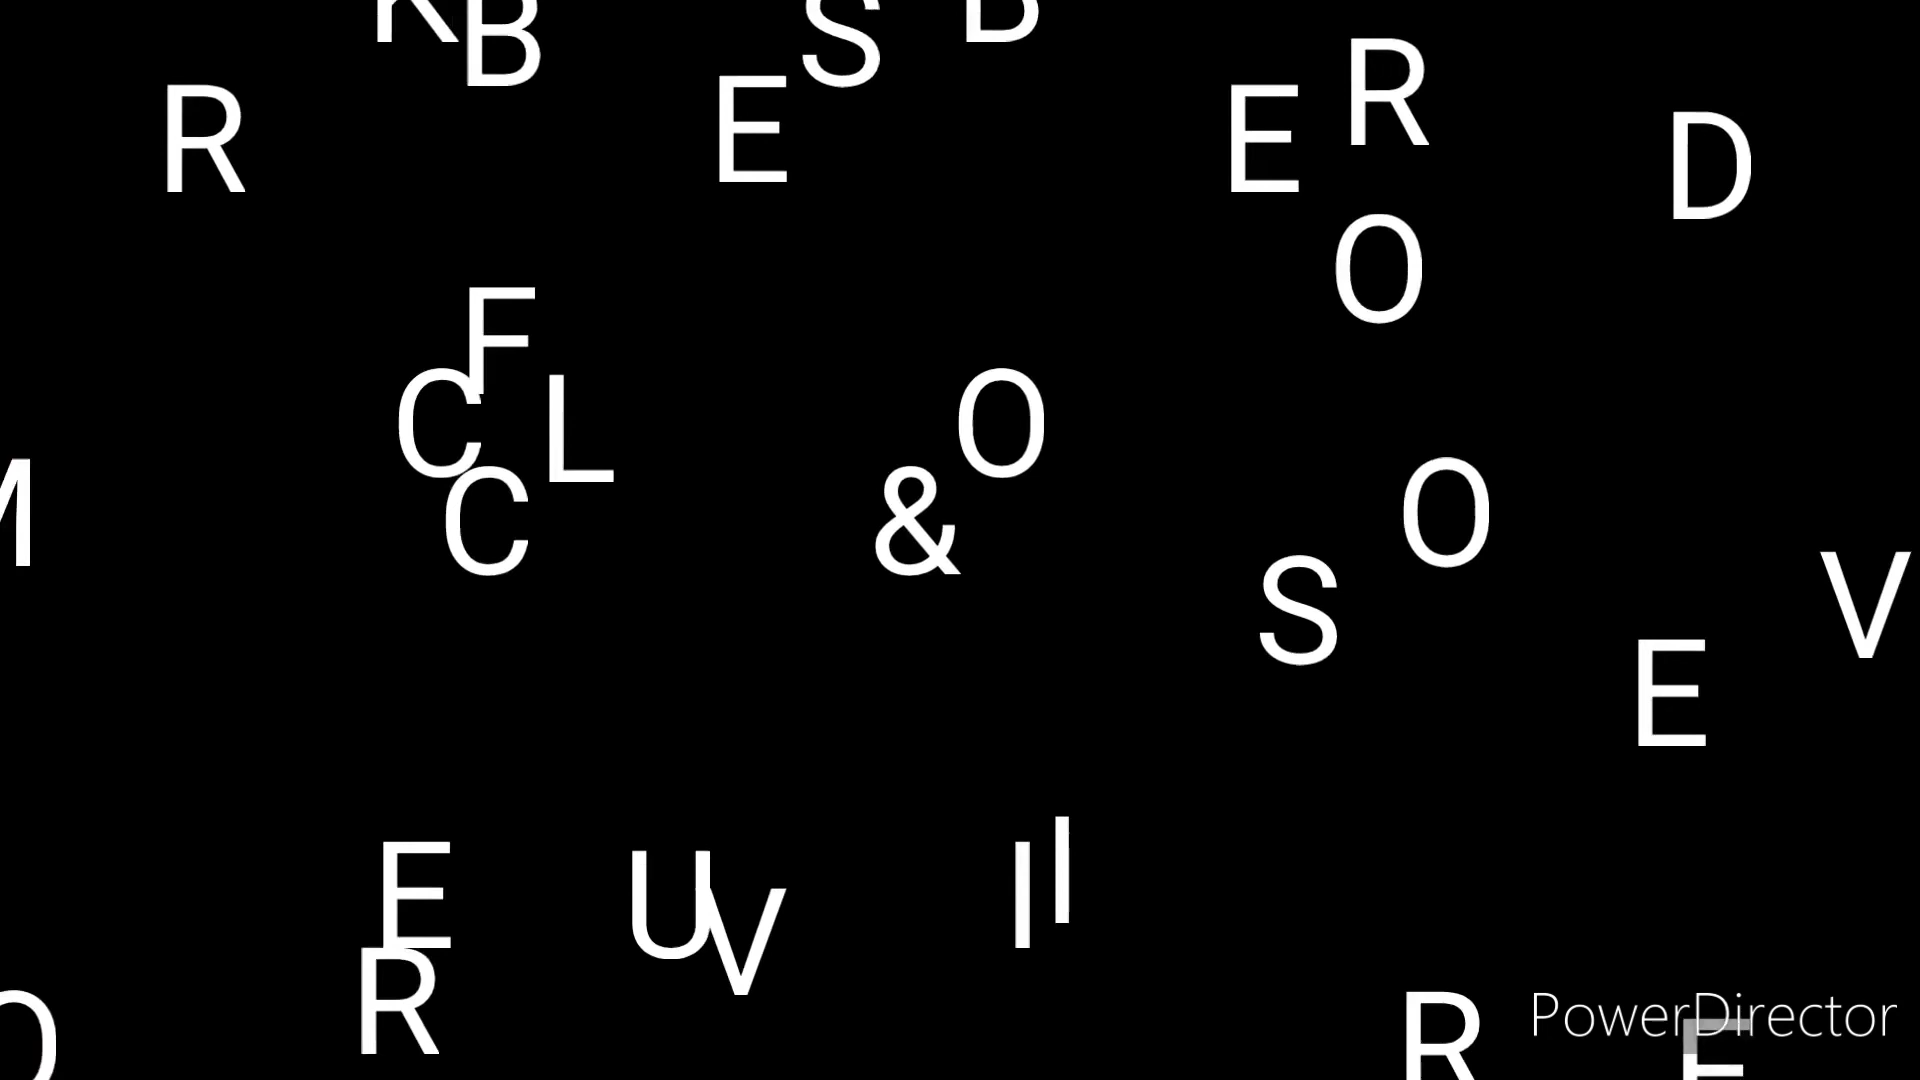 K B S B
R E E R D
O
F
C L O
M C & O
S V
E
E U I I
R V
O R PowerDirector
E